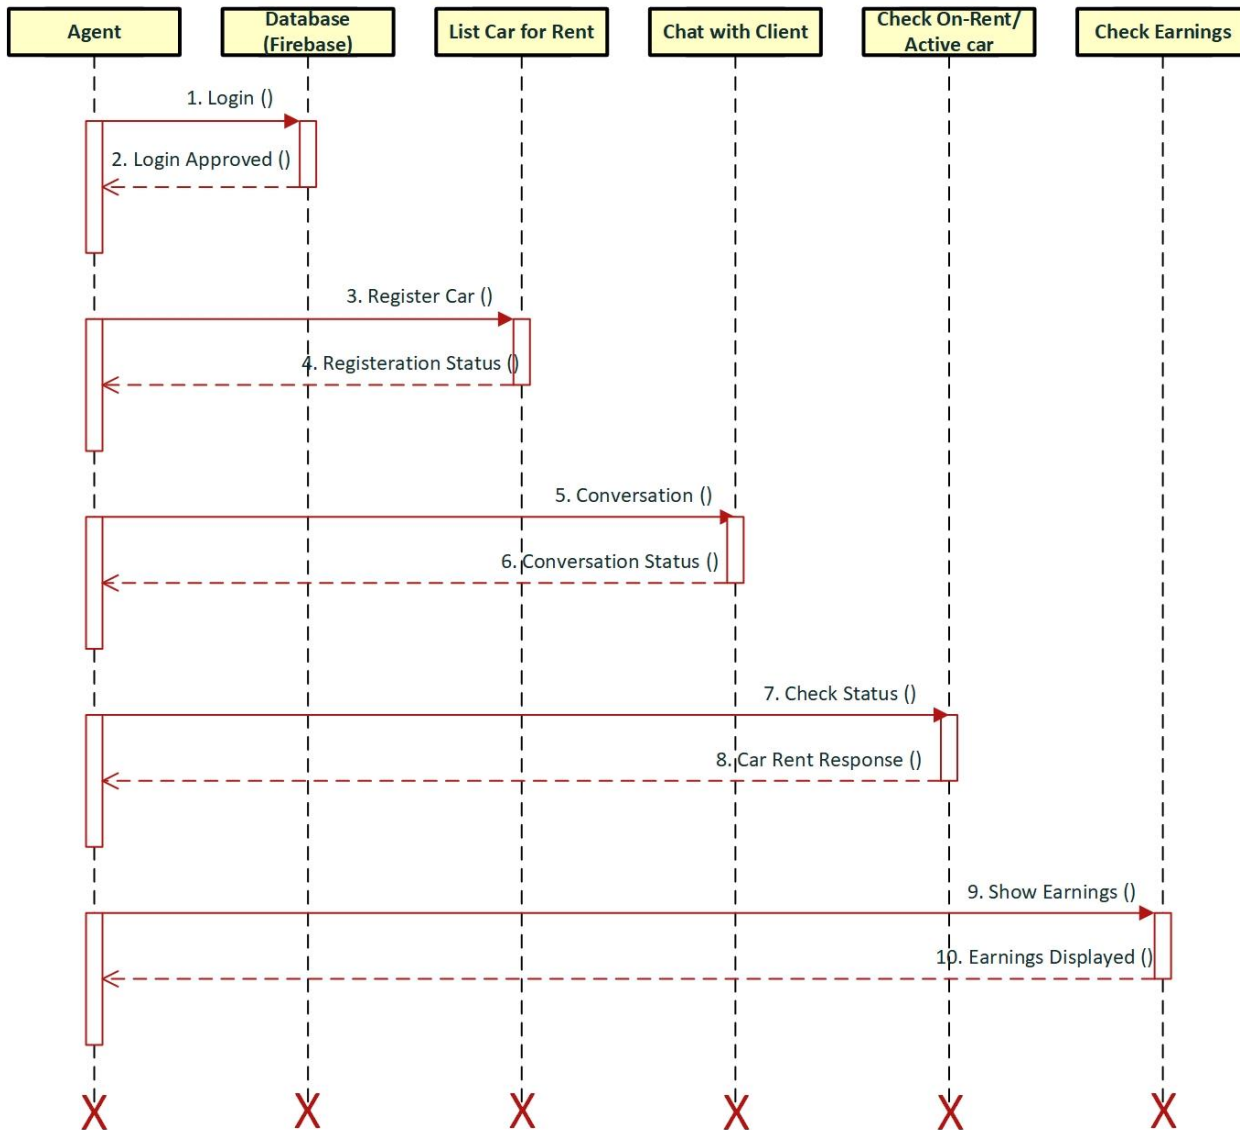 Agent
Database
(Firebase)
List Car for Rent
Chat with Client
Check On-Rent/
Active car
Check Earnings
1. Login ()
2. Login Approved ()
3. Register Car ()
4. Registeration Status ()
5. Conversation ()
6. Conversation Status ()
7. Check Status ()
8. Car Rent Response ()
9. Show Earnings ()
10. Earnings Displayed ()
X X X X X X